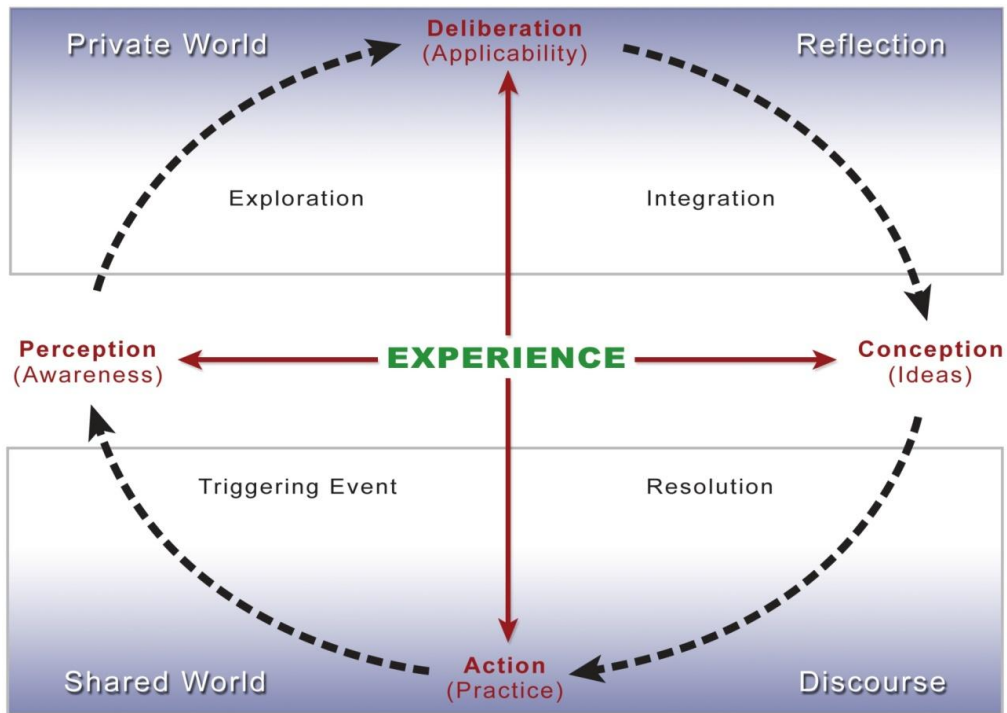 Private World
Deliberation
(Applicability)
Reflection
Exploration
Integration
Perception
(Awareness)
EXPERIENCE
Conception
(Ideas)
Triggering Event
Resolution
Shared World
Action
(Practice)
Discourse